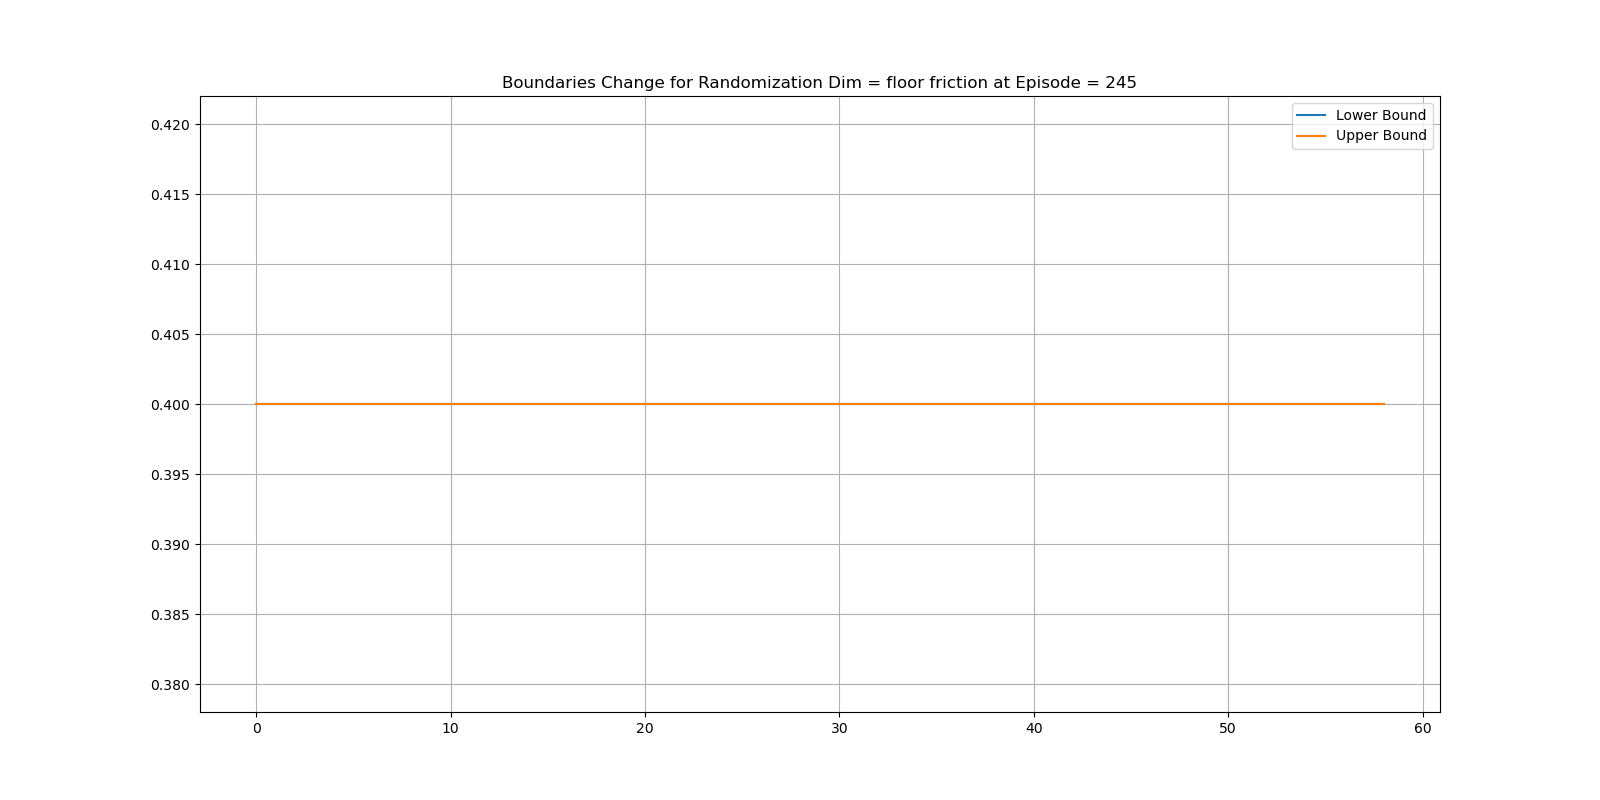 Boundaries Change for Randomization Dim = floor friction at Episode = 245
Lower Bound
Upper Bound
0.420
0.415
0.410
0.405
0.400
0.395
0.390
0.385
0.380
0 10 20 30 40 50 60